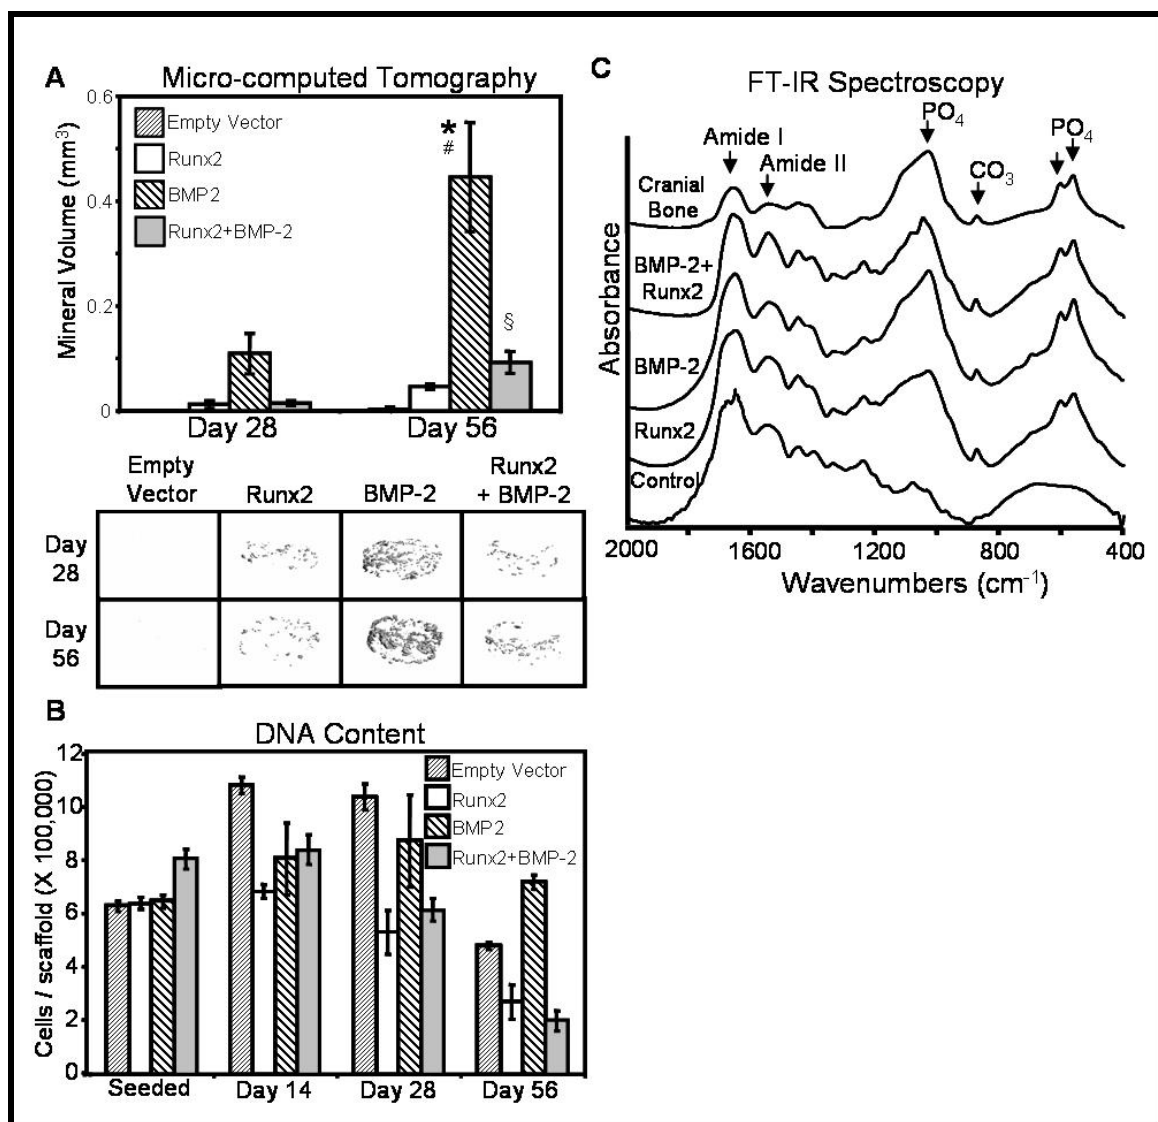 A
Micro-computed Tomography
Mineral Volume (mm³)
0.6
0.4
0.2
0
Empty Vector
Runx2
BMP2
Runx2+BMP-2
*
#
§
Day 28
Day 56
Empty
Vector
Runx2
BMP-2
Runx2
+ BMP-2
Day
28
Day
56
B
DNA Content
Cells / scaffold (X 100,000)
12
10
8
6
4
2
0
Empty Vector
Runx2
BMP2
Runx2+BMP-2
Seeded
Day 14
Day 28
Day 56
C
FT-IR Spectroscopy
PO₄
Amide I
Amide II
CO₃
PO₄
Absorbance
Cranial
Bone
BMP-2+
Runx2
BMP-2
Runx2
Control
2000
1600
1200
800
400
Wavenumbers (cm⁻¹)